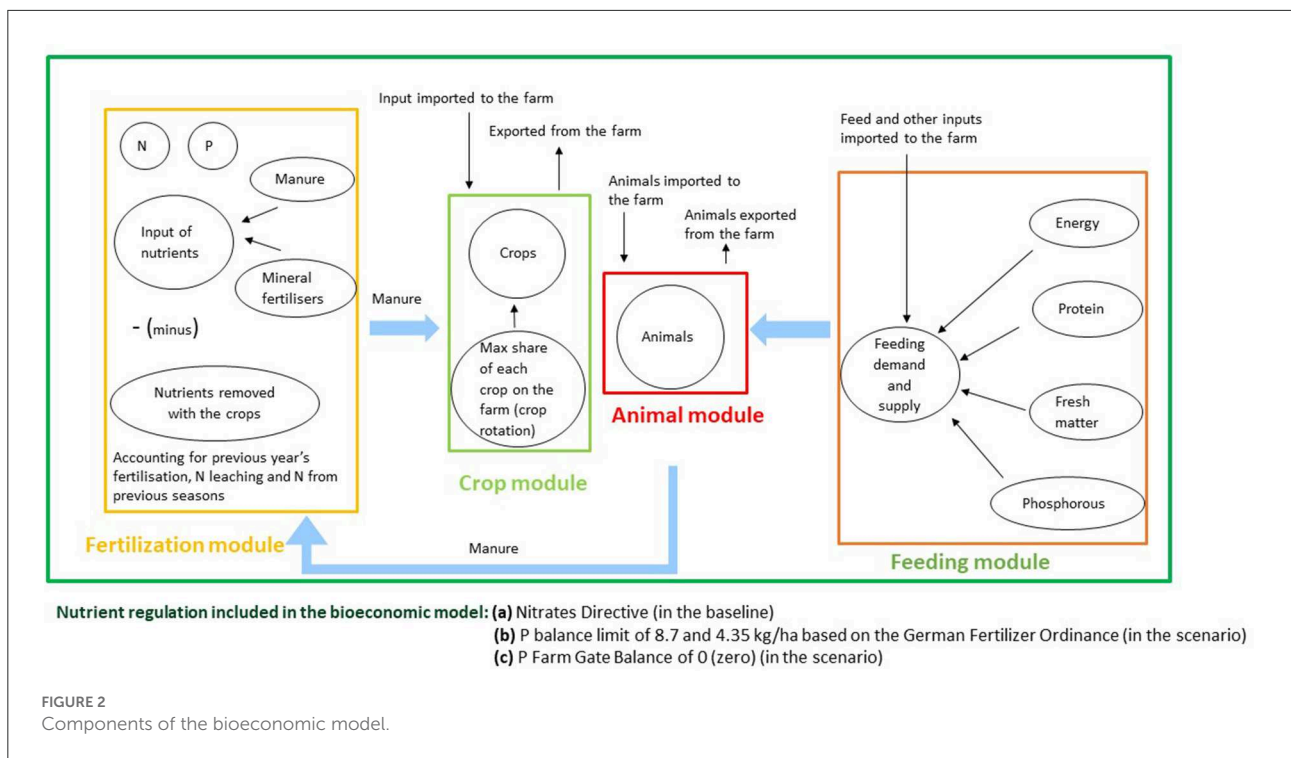 N
P
Manure
Input of
nutrients
Mineral
fertilisers
- (minus)
Nutrients removed
with the crops
Accounting for previous year's
fertilisation, N leaching and N from
previous seasons
Fertilization module
Manure
Input imported to the farm
Exported from the farm
Crops
Max share
of each
crop on the
farm (crop
rotation)
Crop module
Animals imported to
the farm
Animals exported
from the farm
Animals
Animal module
Manure
Feed and other inputs
imported to the farm
Energy
Protein
Feeding
demand
and
supply
Fresh
matter
Phosphorous
Feeding module
Nutrient regulation included in the bioeconomic model: (a) Nitrates Directive (in the baseline)
(b) P balance limit of 8.7 and 4.35 kg/ha based on the German Fertilizer Ordinance (in the scenario)
(c) P Farm Gate Balance of 0 (zero) (in the scenario)
FIGURE 2
Components of the bioeconomic model.